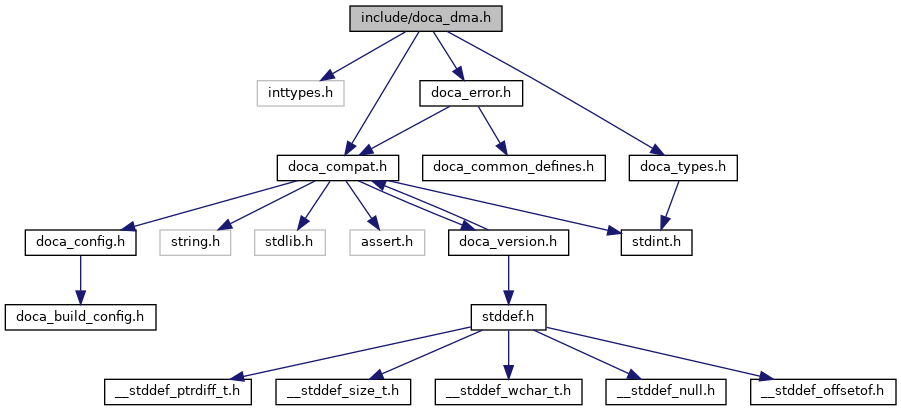 include/doca_dma.h
inttypes.h
doca_error.h
doca_compat.h
doca_common_defines.h
doca_types.h
doca_config.h
string.h
stdlib.h
assert.h
doca_version.h
stdint.h
doca_build_config.h
stddef.h
__stddef_ptrdiff_t.h
__stddef_size_t.h
__stddef_wchar_t.h
__stddef_null.h
__stddef_offsetof.h